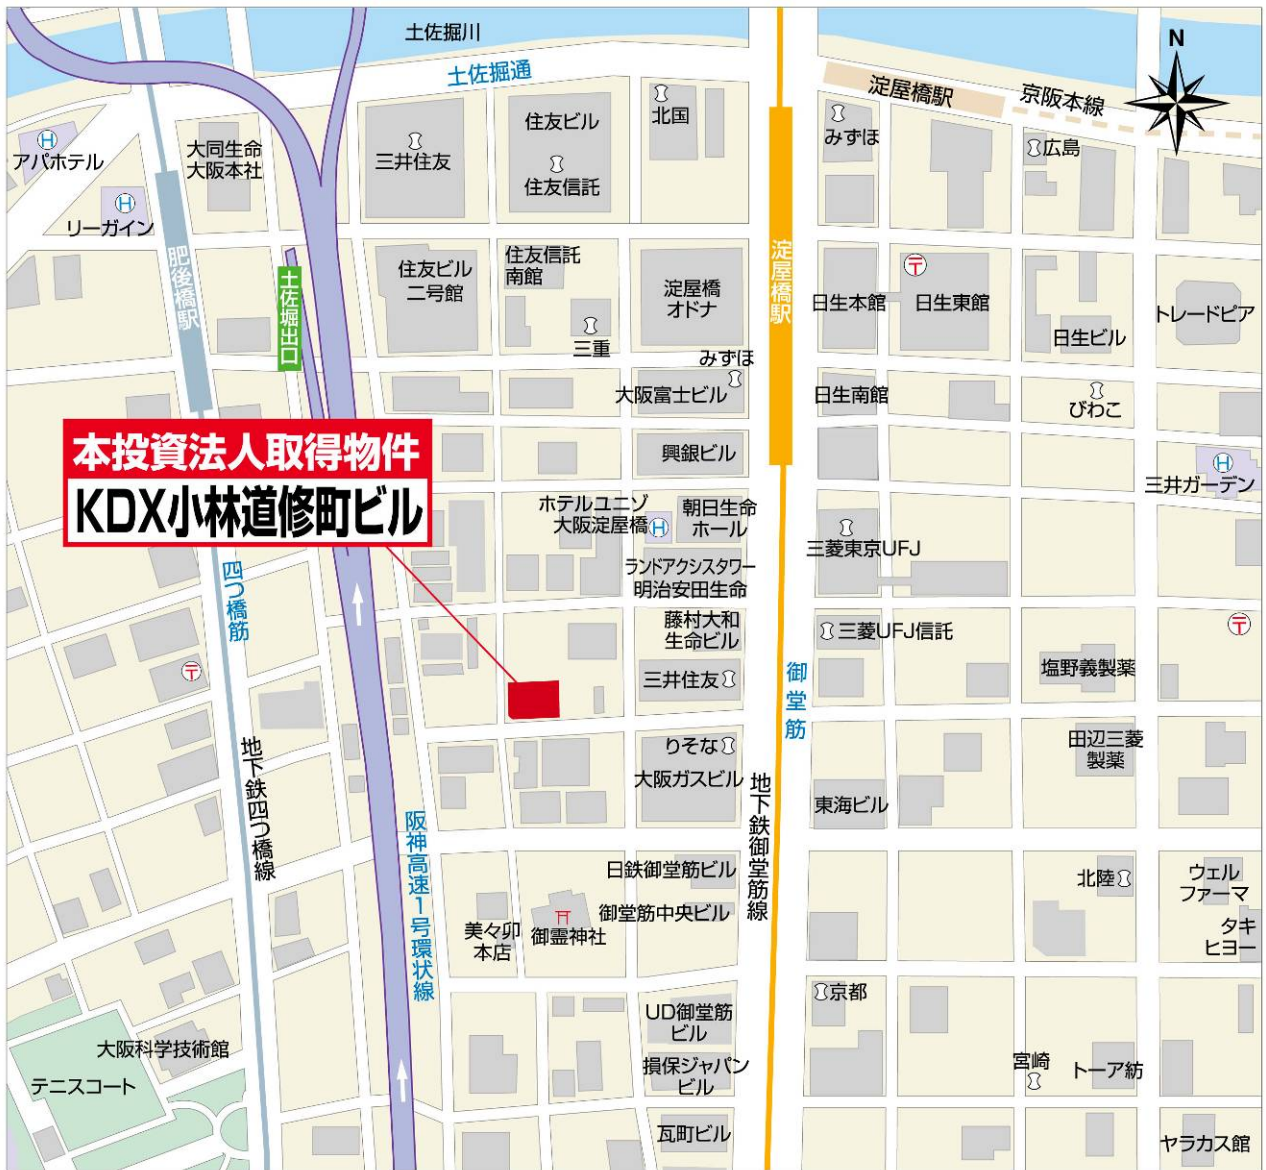 土佐堀川
土佐堀通
N
淀屋橋駅
京阪本線
アパホテル
大同生命
大阪本社
三井住友
住友ビル
住友信託
北国
みずほ
広島
リーガイン
肥後橋駅
土佐堀出口
住友ビル
二号館
住友信託
南館
三重
淀屋橋
オドナ
淀屋橋駅
日生本館
日生東館
日生ビル
トレードピア
みずほ
大阪富士ビル
日生南館
びわこ
本投資法人取得物件
KDX小林道修町ビル
興銀ビル
三井ガーデン
ホテルユニゾ
大阪淀屋橋
朝日生命
ホール
三菱東京UFJ
ランドアクシスタワー
明治安田生命
四つ橋筋
藤村大和
生命ビル
三菱UFJ信託
三井住友
御堂筋
塩野義製薬
地下鉄四つ橋線
りそな
大阪ガスビル
地下鉄御堂筋線
田辺三菱
製薬
東海ビル
阪神高速1号環状線
日鉄御堂筋ビル
御堂筋中央ビル
美々卯
本店
御霊神社
北陸
ウェル
ファーマ
タキ
ヒヨー
京都
UD御堂筋
ビル
大阪科学技術館
テニスコート
損保ジャパン
ビル
宮崎
トーア紡
瓦町ビル
ヤラカス館